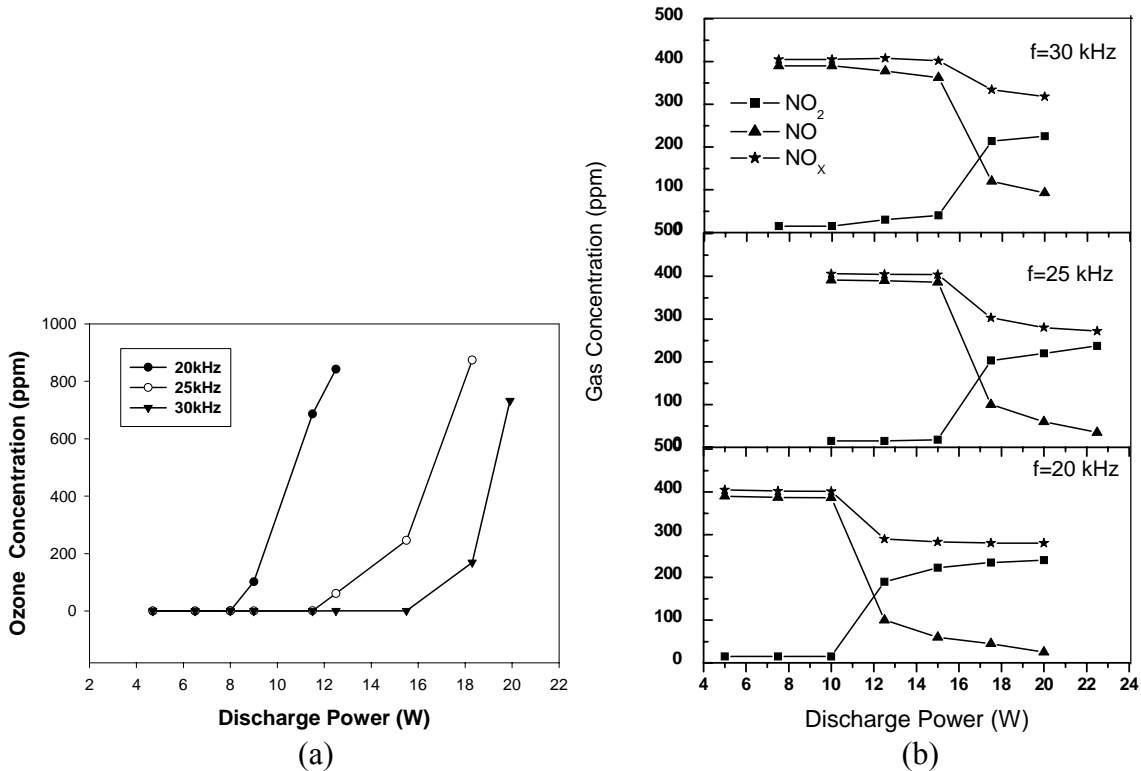 Ozone Concentration (ppm)
1000
800
600
400
200
0
20kHz
25kHz
30kHz
2 4 6 8 10 12 14 16 18 20 22
Discharge Power (W)
(a)
Gas Concentration (ppm)
500
400
300
200
100
0
f=30 kHz
NO₂
NO
NOₓ
500
400
300
200
100
0
f=25 kHz
500
400
300
200
100
0
f=20 kHz
4 6 8 10 12 14 16 18 20 22 24
Discharge Power (W)
(b)